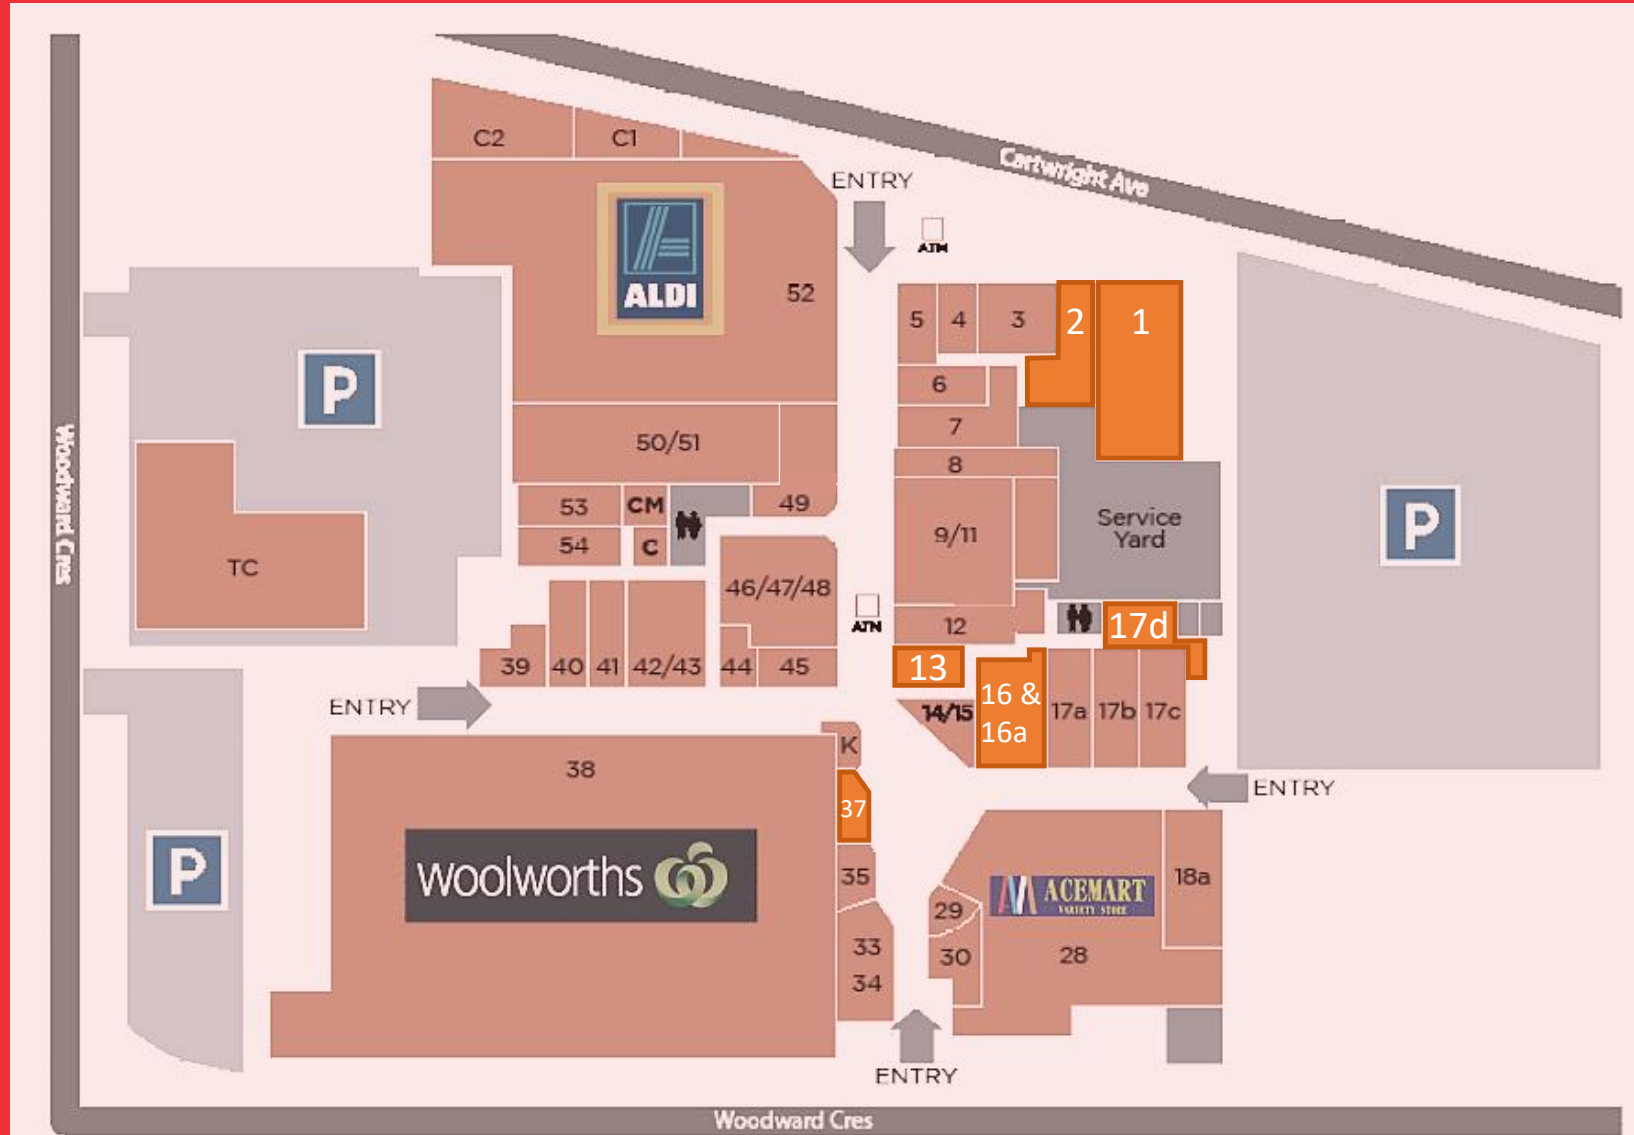 Cartwright Ave
C2
C1
ENTRY
ATM
ALDI
52
5
4
3
2
1
6
P
7
50/51
8
53
CM
49
54
C
9/11
Service
Yard
P
Woodward Cres
TC
46/47/48
ATM
12
17d
39
40
41
42/43
44
45
13
16 &
16a
14/15
17a
17b
17c
ENTRY
K
38
ENTRY
37
P
woolworths
35
ACEMART
VARIETY STORE
18a
29
33
34
30
28
ENTRY
Woodward Cres